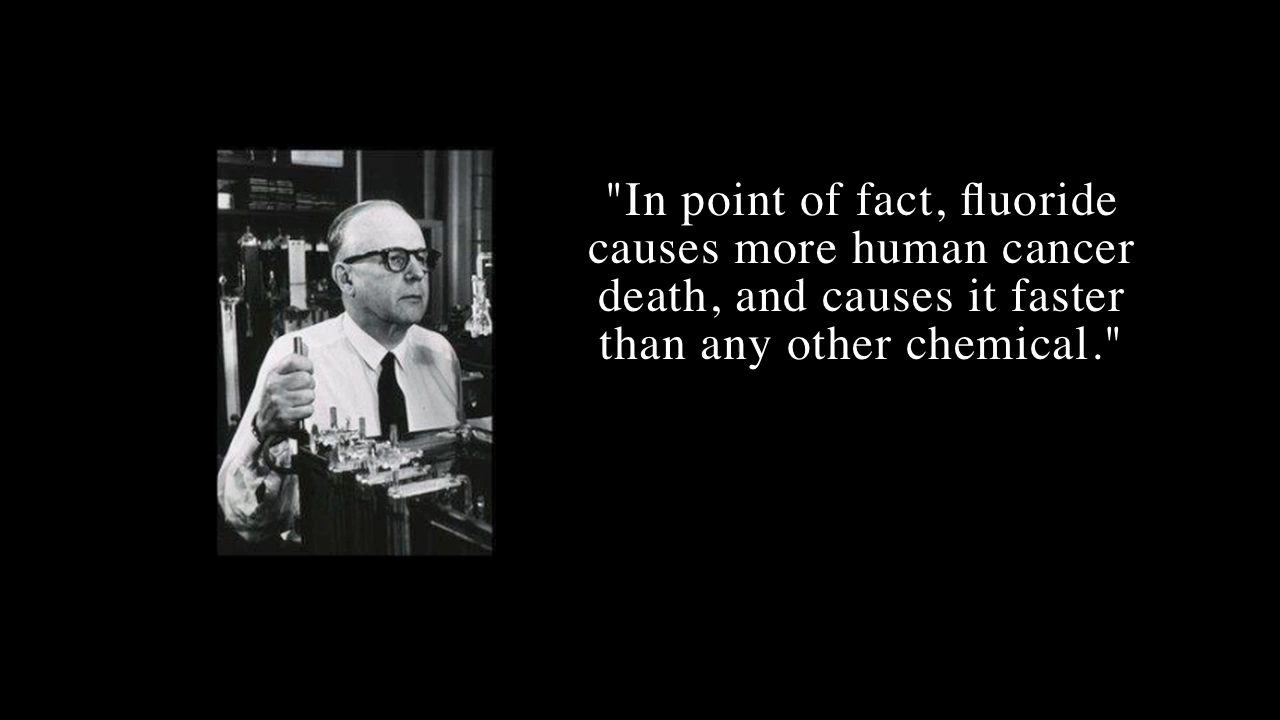 "In point of fact, fluoride
causes more human cancer
death, and causes it faster
than any other chemical."